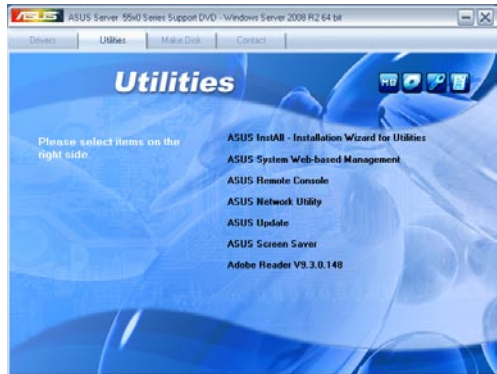 ASUS ASUS Server 55x0 Series Support DVD - Windows Server 2008 R2 64 bit
Drivers Utilities Make Disk Contact
Utilities
Please select items on the
right side.
ASUS InstAll - Installation Wizard for Utilities
ASUS System Web-based Management
ASUS Remote Console
ASUS Network Utility
ASUS Update
ASUS Screen Saver
Adobe Reader V9.3.0.148